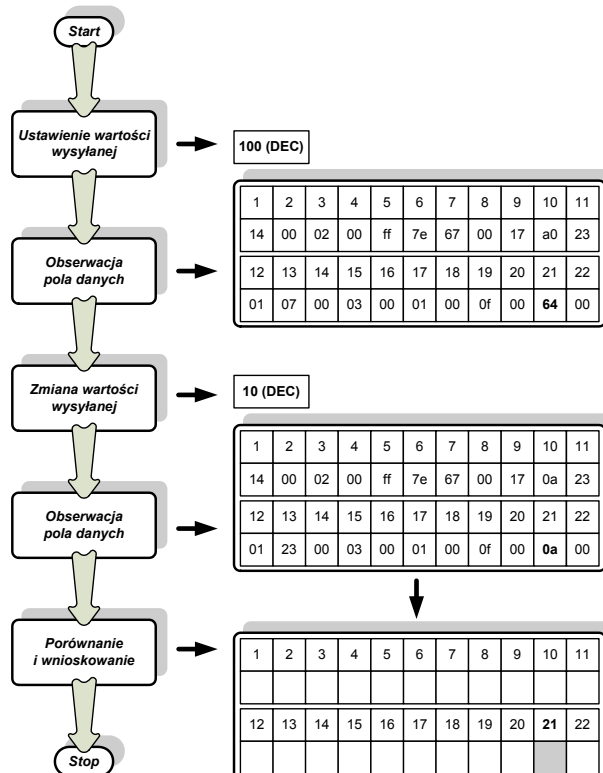 Start
Ustawienie wartości
wysyłanej
100 (DEC)
1 2 3 4 5 6 7 8 9 10 11
14 00 02 00 ff 7e 67 00 17 a0 23
Obserwacja
pola danych
12 13 14 15 16 17 18 19 20 21 22
01 07 00 03 00 01 00 0f 00 64 00
Zmiana wartości
wysyłanej
10 (DEC)
1 2 3 4 5 6 7 8 9 10 11
14 00 02 00 ff 7e 67 00 17 0a 23
Obserwacja
pola danych
12 13 14 15 16 17 18 19 20 21 22
01 23 00 03 00 01 00 0f 00 0a 00
Porównanie
i wnioskowanie
1 2 3 4 5 6 7 8 9 10 11
12 13 14 15 16 17 18 19 20 21 22
Stop